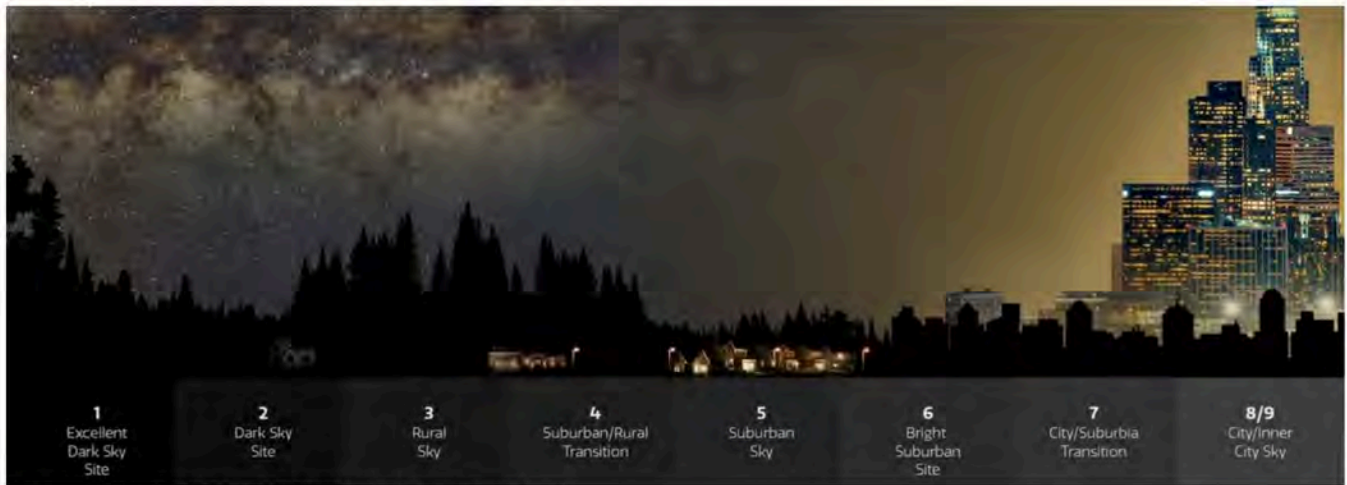 1
Excellent
Dark Sky
Site
2
Dark Sky
Site
3
Rural
Sky
4
Suburban/Rural
Transition
5
Suburban
Sky
6
Bright
Suburban
Site
7
City/Suburbia
Transition
8/9
City/Inner
City Sky